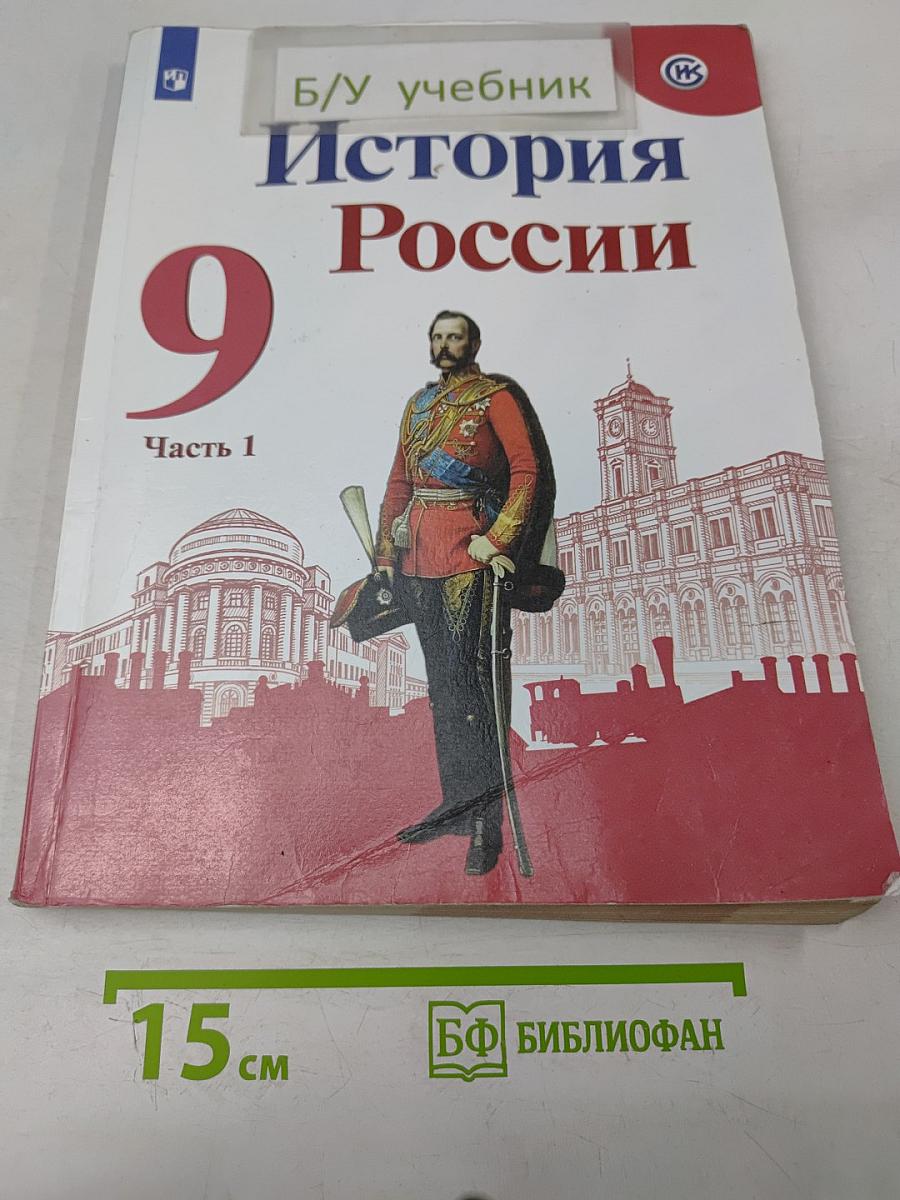 Б/У учебник
История
России
9
Часть 1
15 см
БФ БИБЛИОФАН